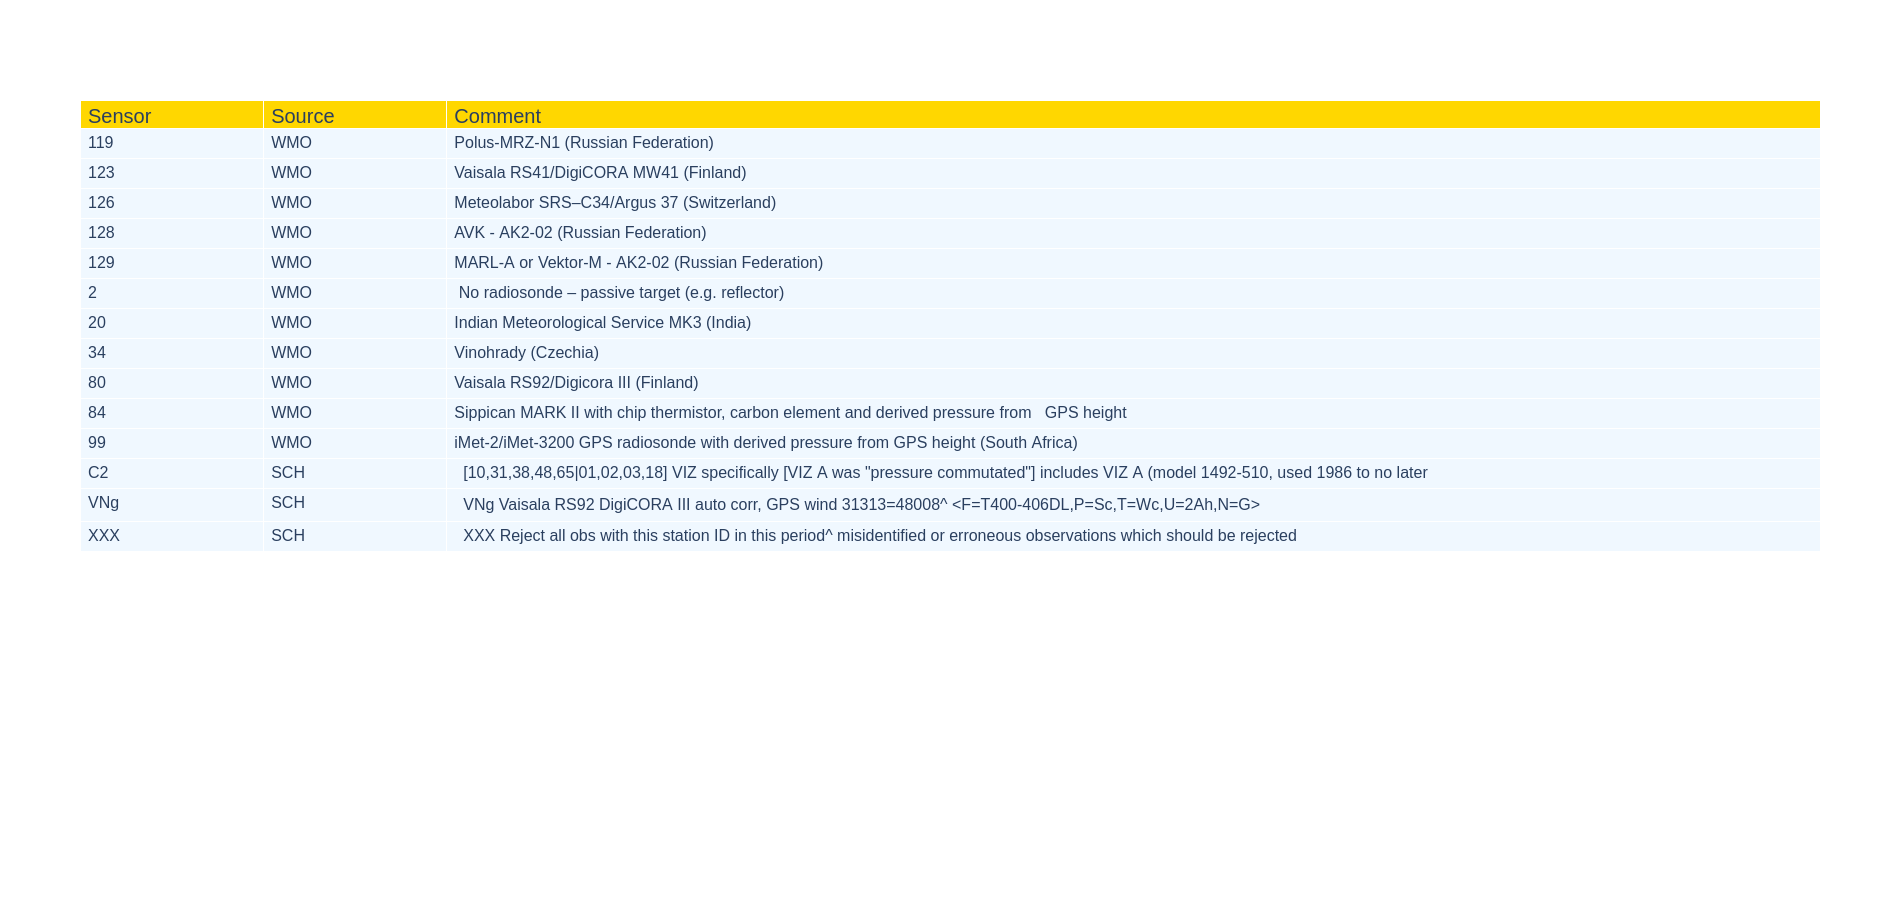 Sensor Source Comment
119 WMO Polus-MRZ-N1 (Russian Federation)
123 WMO Vaisala RS41/DigiCORA MW41 (Finland)
126 WMO Meteolabor SRS–C34/Argus 37 (Switzerland)
128 WMO AVK - AK2-02 (Russian Federation)
129 WMO MARL-A or Vektor-M - AK2-02 (Russian Federation)
2 WMO No radiosonde – passive target (e.g. reflector)
20 WMO Indian Meteorological Service MK3 (India)
34 WMO Vinohrady (Czechia)
80 WMO Vaisala RS92/Digicora III (Finland)
84 WMO Sippican MARK II with chip thermistor, carbon element and derived pressure from   GPS height
99 WMO iMet-2/iMet-3200 GPS radiosonde with derived pressure from GPS height (South Africa)
C2 SCH [10,31,38,48,65|01,02,03,18] VIZ specifically [VIZ A was "pressure commutated"] includes VIZ A (model 1492-510, used 1986 to no later
VNg SCH VNg Vaisala RS92 DigiCORA III auto corr, GPS wind 31313=48008^ <F=T400-406DL,P=Sc,T=Wc,U=2Ah,N=G>
XXX SCH XXX Reject all obs with this station ID in this period^ misidentified or erroneous observations which should be rejected